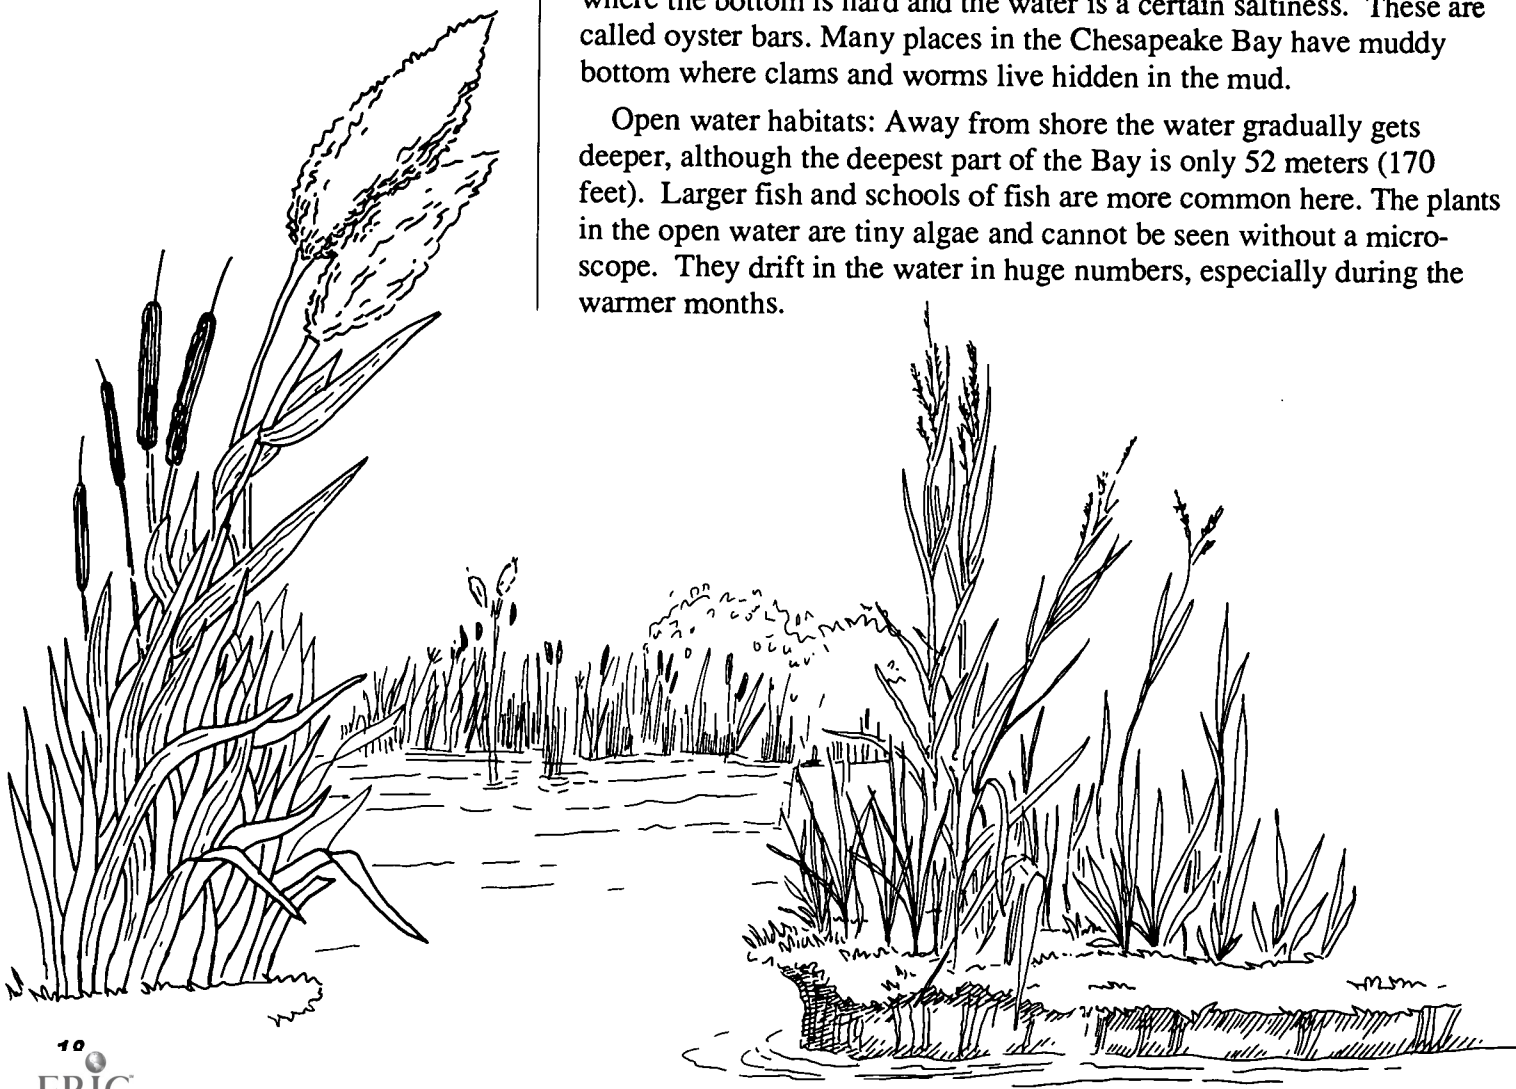 where the bottom is hard and the water is a certain saltiness. These are
called oyster bars. Many places in the Chesapeake Bay have muddy
bottom where clams and worms live hidden in the mud.
Open water habitats: Away from shore the water gradually gets
deeper, although the deepest part of the Bay is only 52 meters (170
feet). Larger fish and schools of fish are more common here. The plants
in the open water are tiny algae and cannot be seen without a micro-
scope. They drift in the water in huge numbers, especially during the
warmer months.
ERIC